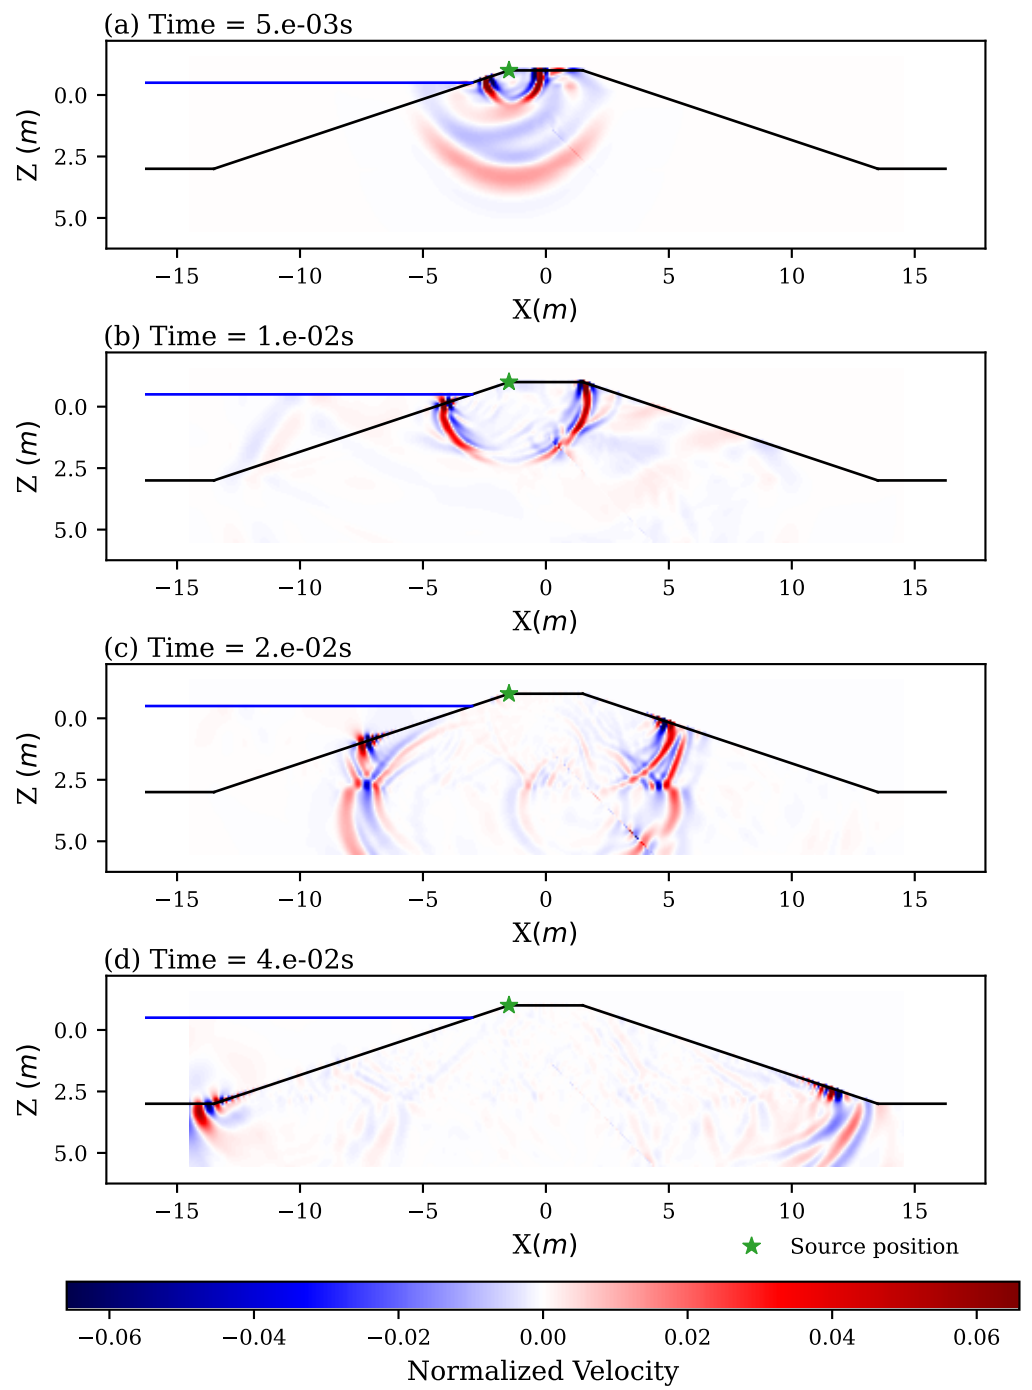 (a) Time = 5.e-03s
0.0
2.5
5.0
Z (m)
−15 −10 −5 0 5 10 15
X(m)
(b) Time = 1.e-02s
0.0
2.5
5.0
Z (m)
−15 −10 −5 0 5 10 15
X(m)
(c) Time = 2.e-02s
0.0
2.5
5.0
Z (m)
−15 −10 −5 0 5 10 15
X(m)
(d) Time = 4.e-02s
0.0
2.5
5.0
Z (m)
−15 −10 −5 0 5 10 15
X(m)
Source position
−0.06 −0.04 −0.02 0.00 0.02 0.04 0.06
Normalized Velocity